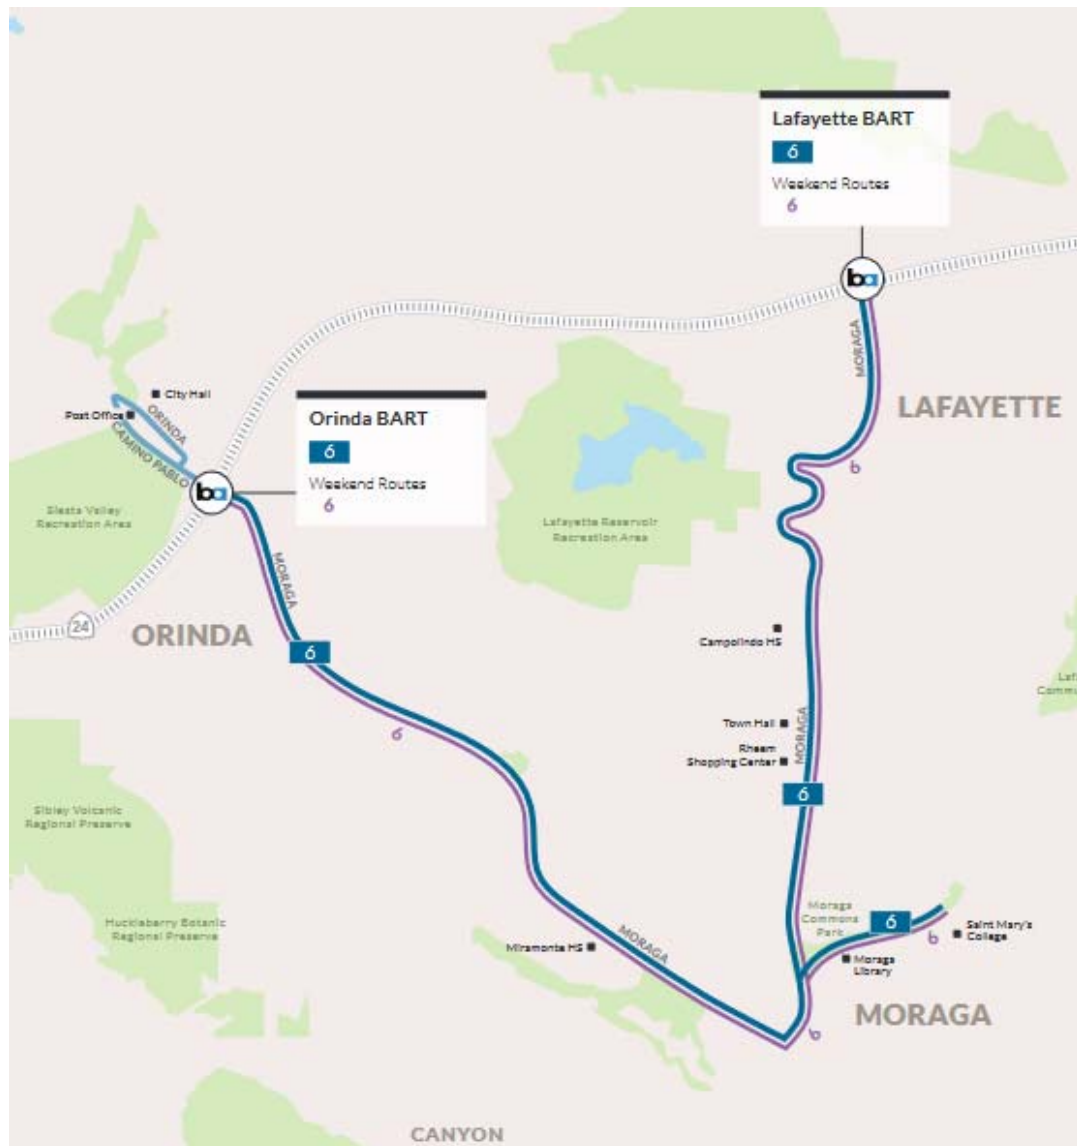 Lafayette BART
6
Weekend Routes
6
ba
MORAGA
LAFAYETTE
City Hall
Post Office
ORINDA
CAMINO PABLO
Orinda BART
6
Weekend Routes
6
ba
6
Siesta Valley
Recreation Area
Lafayette Reservoir
Recreation Area
MORAGA
24
ORINDA
6
Campolindo HS
6
Town Hall
MORAGA
Rheem
Shopping Center
6
Sibley Volcanic
Regional Preserve
Huckleberry Botanic
Regional Preserve
Moraga
Commons
Park
6
6
Saint Mary's
College
Miramonte HS
MORAGA
Moraga
Library
MORAGA
6
CANYON